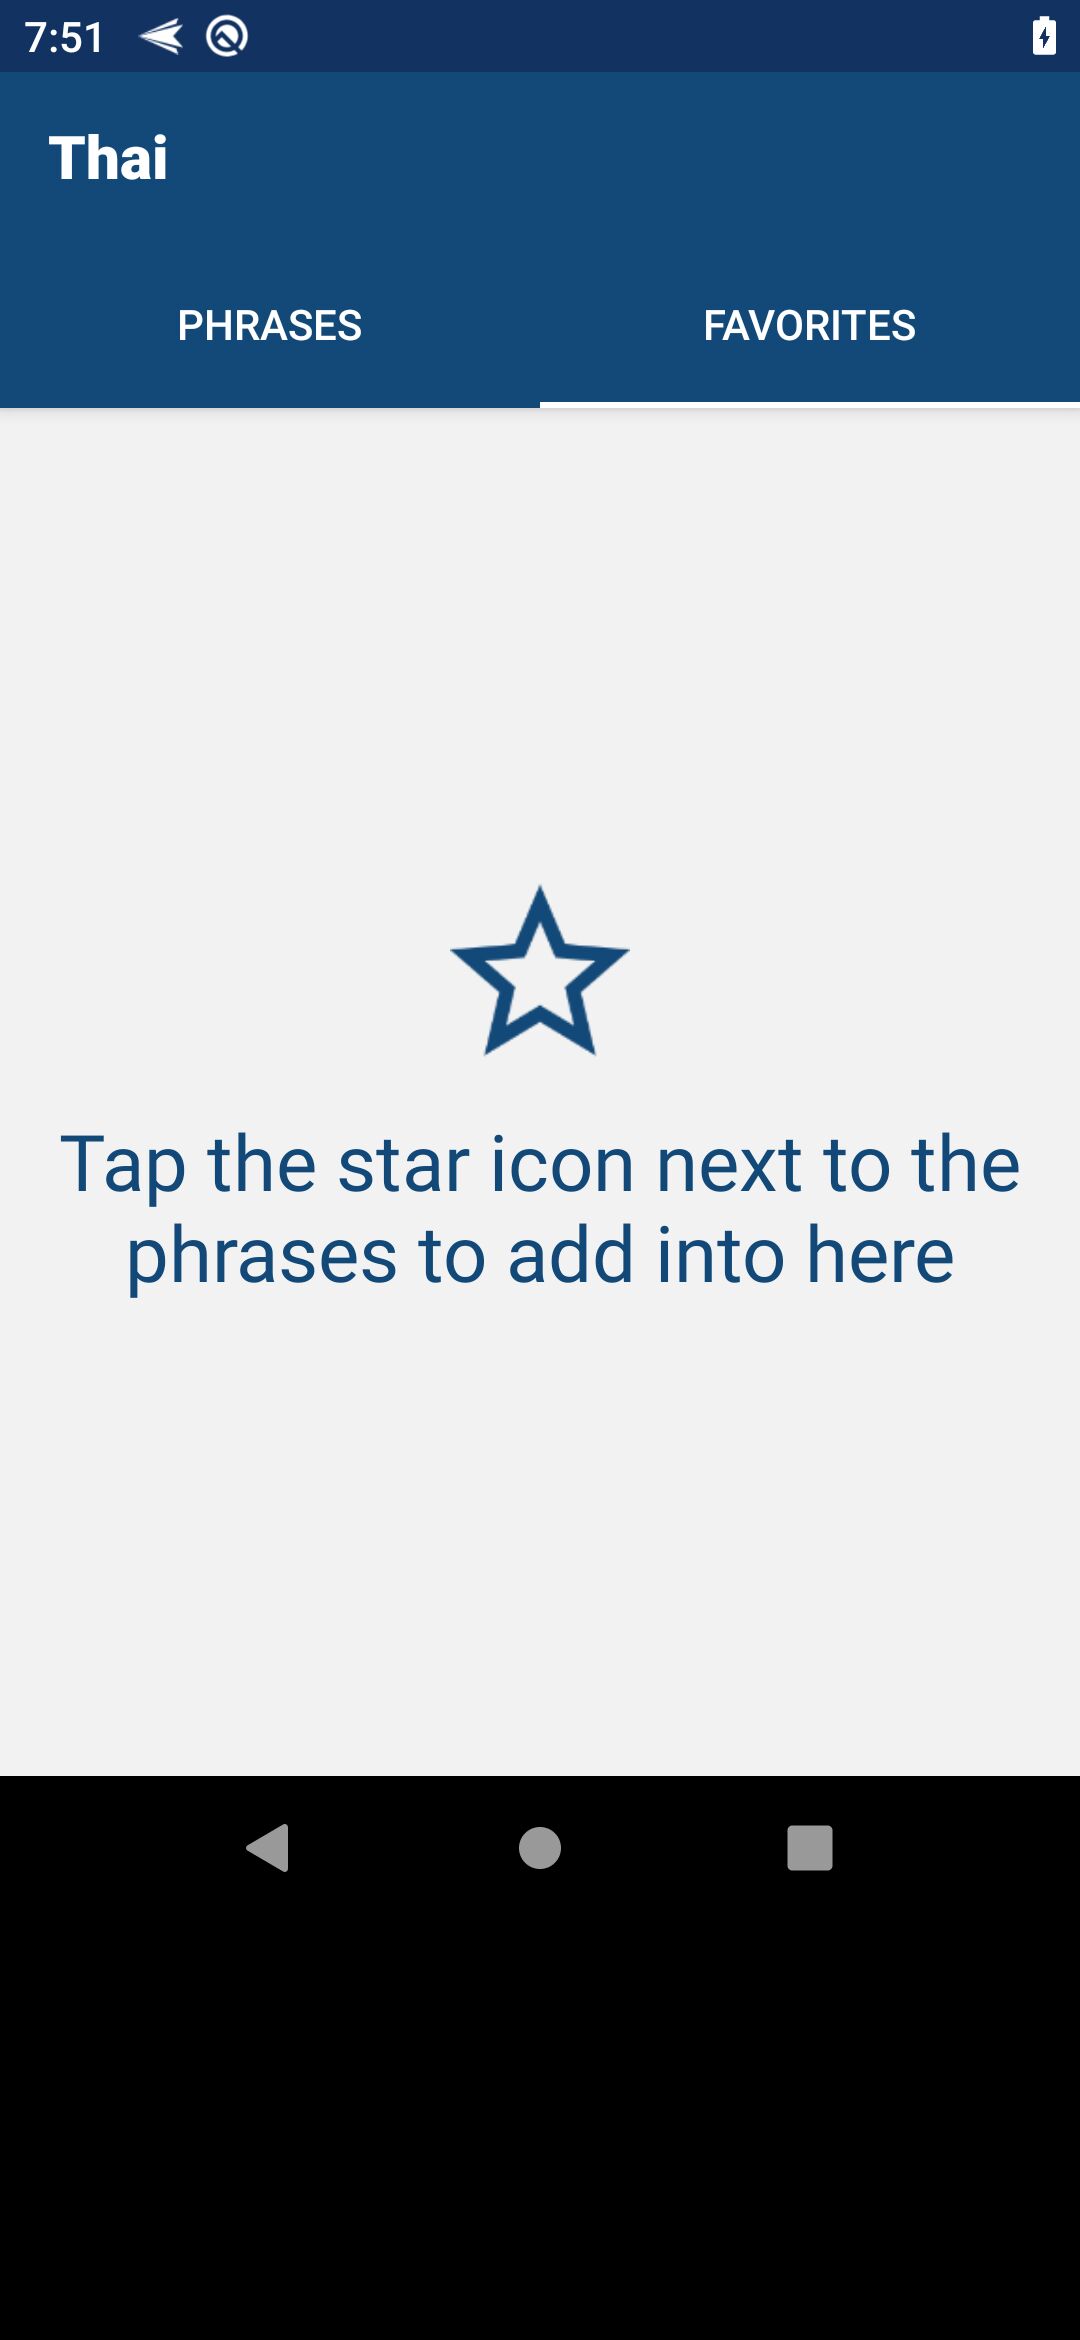 7:51
Thai
PHRASES
FAVORITES
Tap the star icon next to the
phrases to add into here